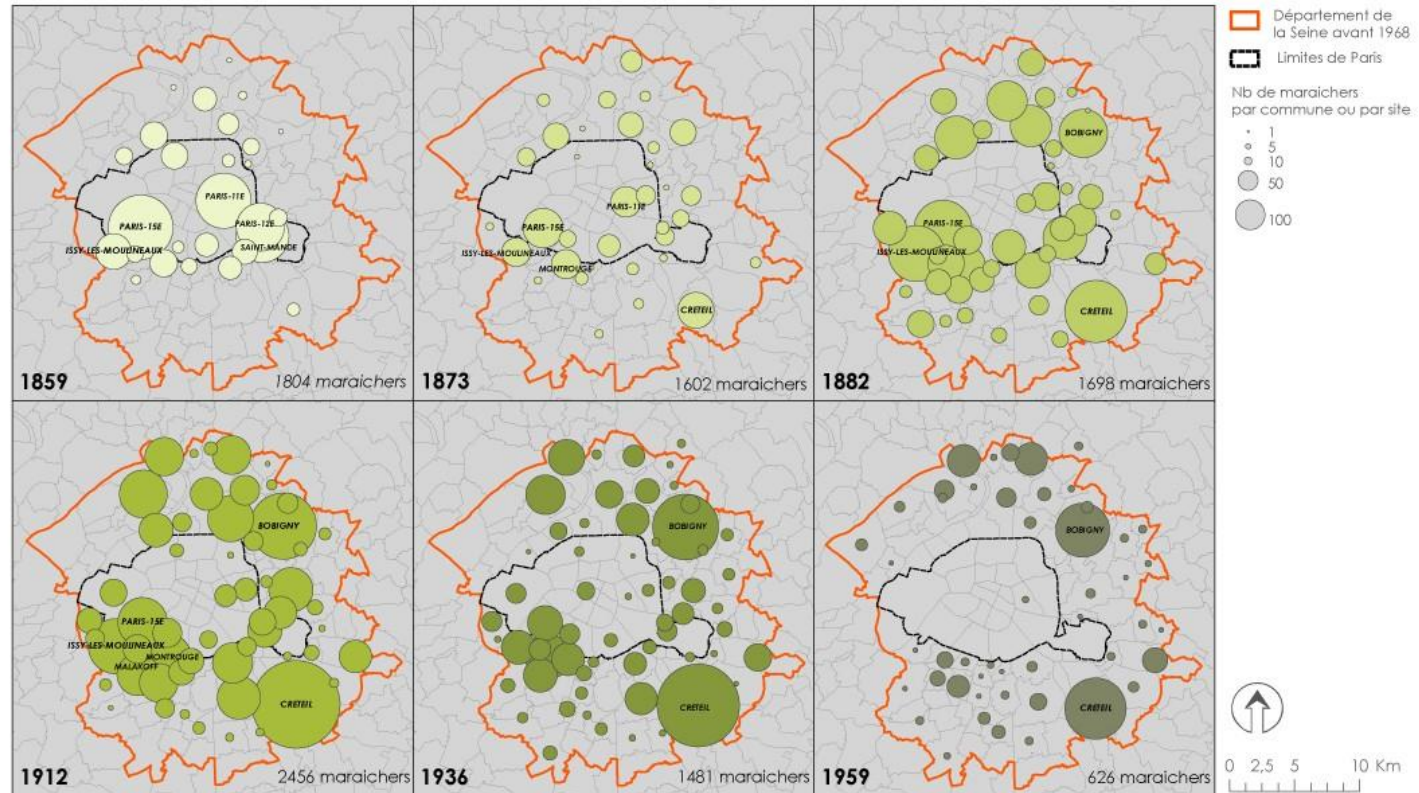 PARIS-11E
PARIS-15E
PARIS-12E
ISSY-LES-MOULINEAUX
SAINT-MANDE
1859
1804 maraichers
PARIS-11E
PARIS-15E
ISSY-LES-MOULINEAUX
MONTROUGE
CRETEIL
1873
1602 maraichers
BOBIGNY
PARIS-15E
ISSY-LES-MOULINEAUX
CRETEIL
1882
1698 maraichers
BOBIGNY
PARIS-15E
ISSY-LES-MOULINEAUX
MONTROUGE
MALAKOFF
CRETEIL
1912
2456 maraichers
BOBIGNY
CRETEIL
1936
1481 maraichers
BOBIGNY
CRETEIL
1959
626 maraichers
Département de
la Seine avant 1968
Limites de Paris
Nb de maraichers
par commune ou par site
1
5
10
50
100
0 2,5 5 10 Km